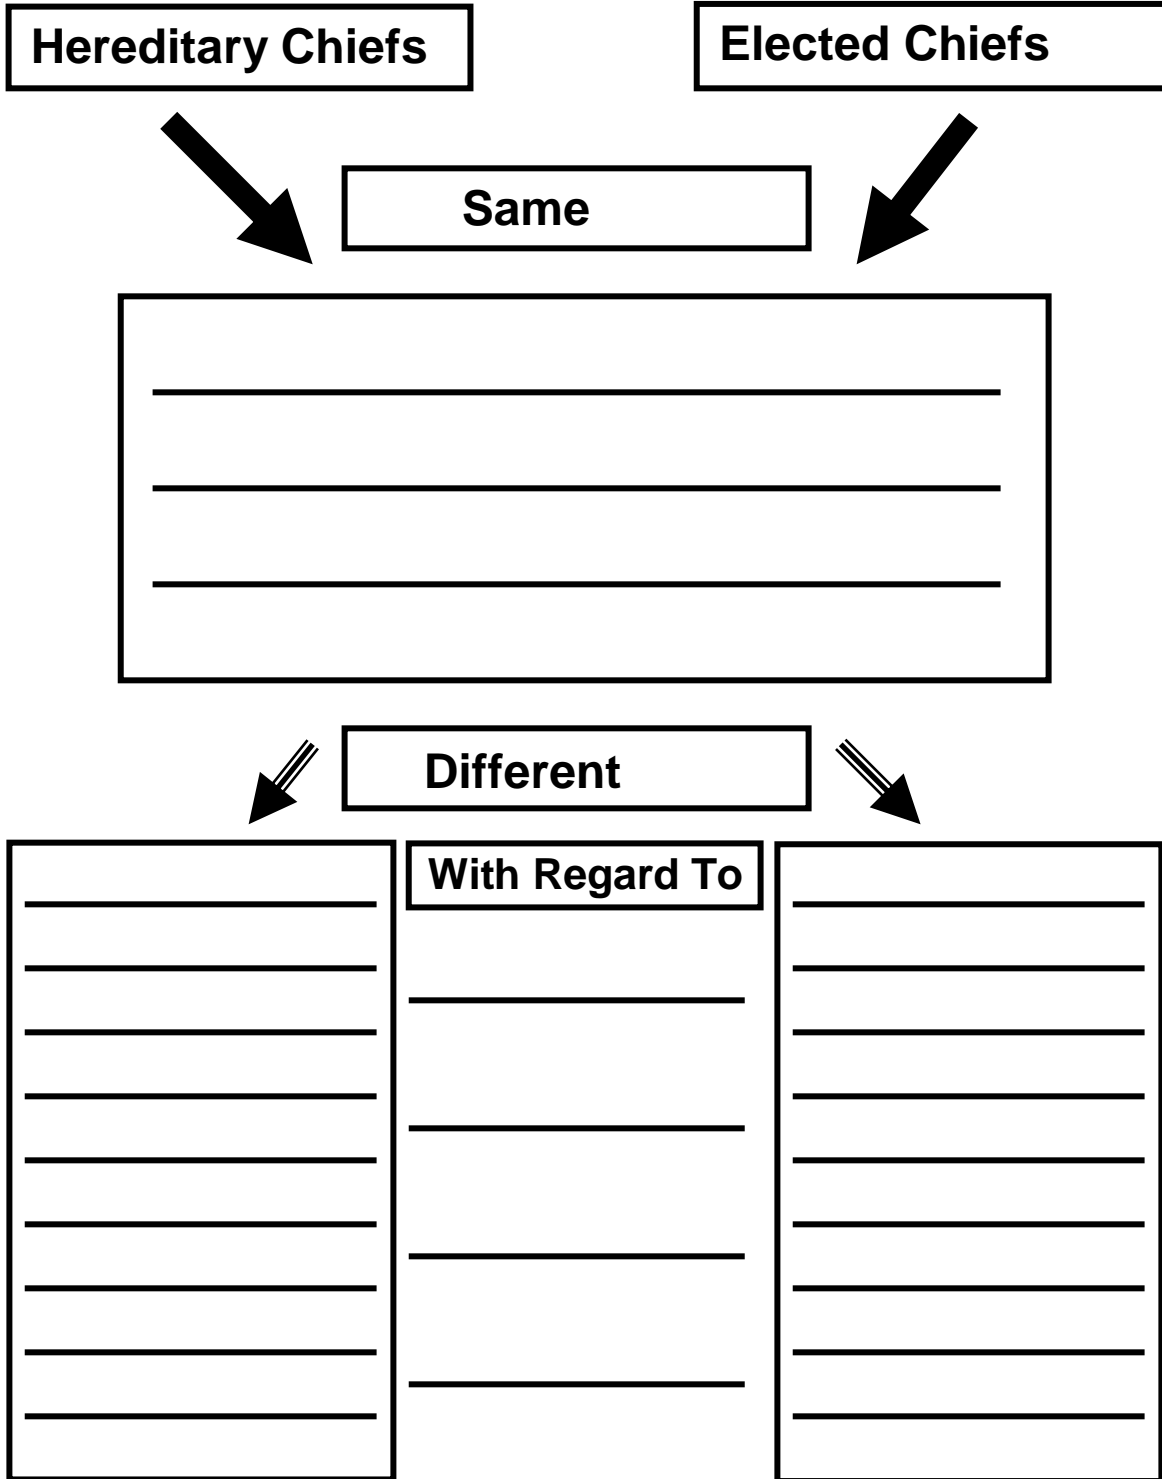 Hereditary Chiefs
Elected Chiefs
Same
Different
With Regard To